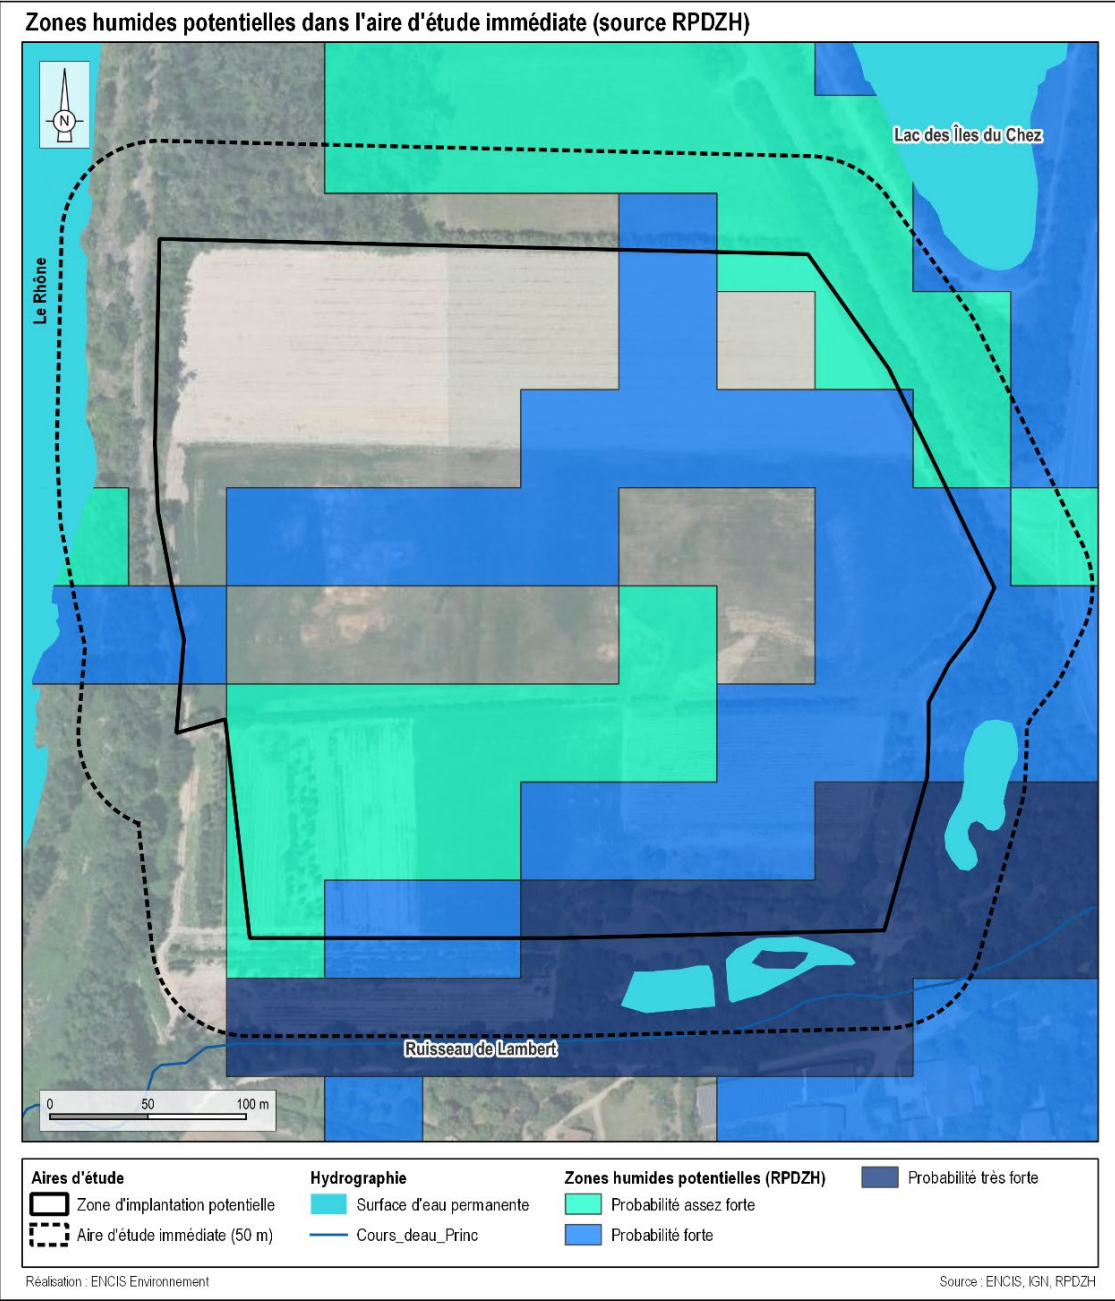 Zones humides potentielles dans l'aire d'étude immédiate (source RPDZH)
N
Lac des Îles du Chez
Le Rhône
Ruisseau de Lambert
0 50 100 m
Aires d'étude
Zone d'implantation potentielle
Aire d'étude immédiate (50 m)
Hydrographie
Surface d'eau permanente
Cours_deau_Princ
Zones humides potentielles (RPDZH)
Probabilité assez forte
Probabilité forte
Probabilité très forte
Réalisation : ENCIS Environnement
Source : ENCIS, IGN, RPDZH